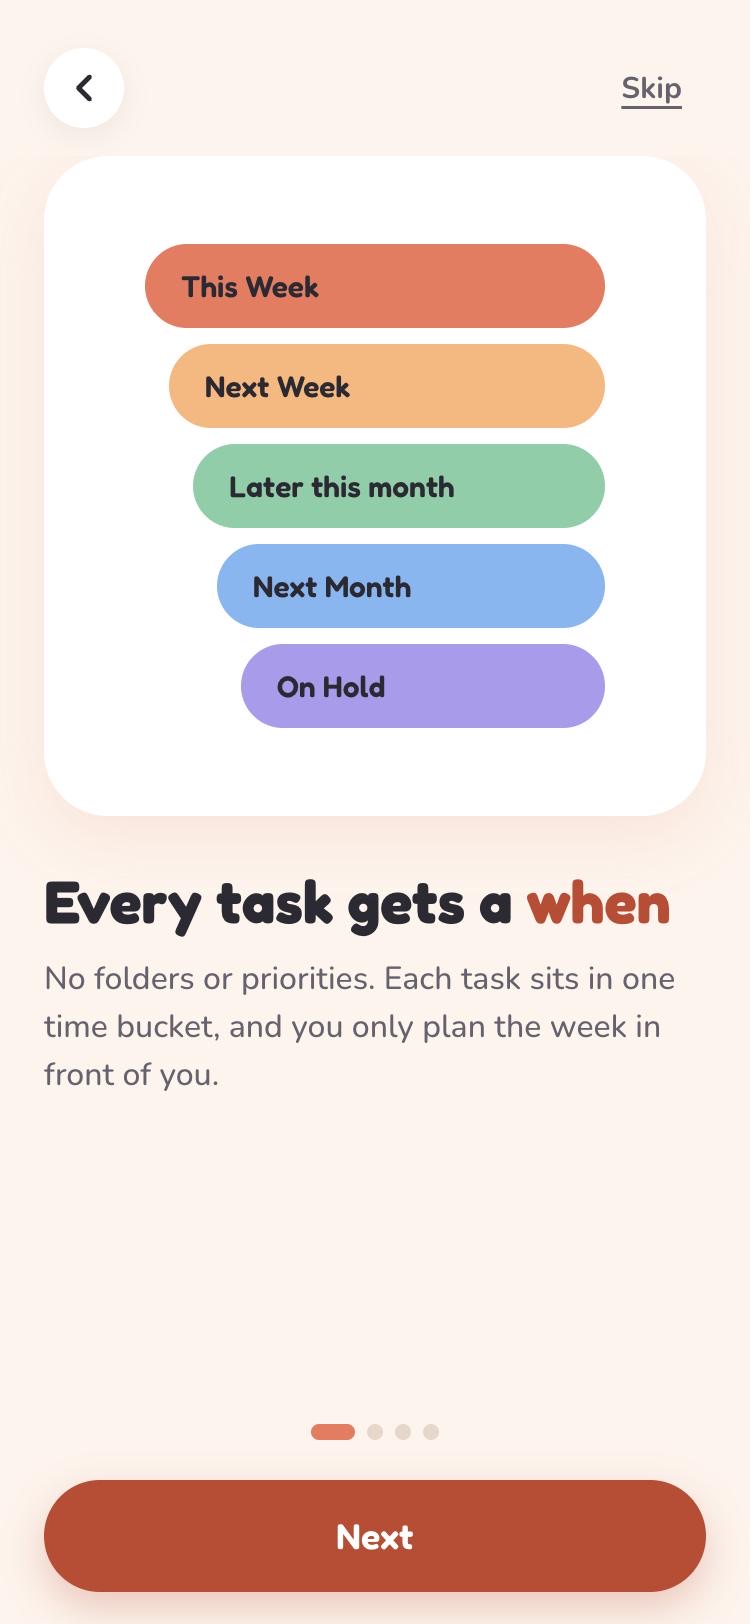 Skip
This Week
Next Week
Later this month
Next Month
On Hold
Every task gets a when
No folders or priorities. Each task sits in one
time bucket, and you only plan the week in
front of you.
Next